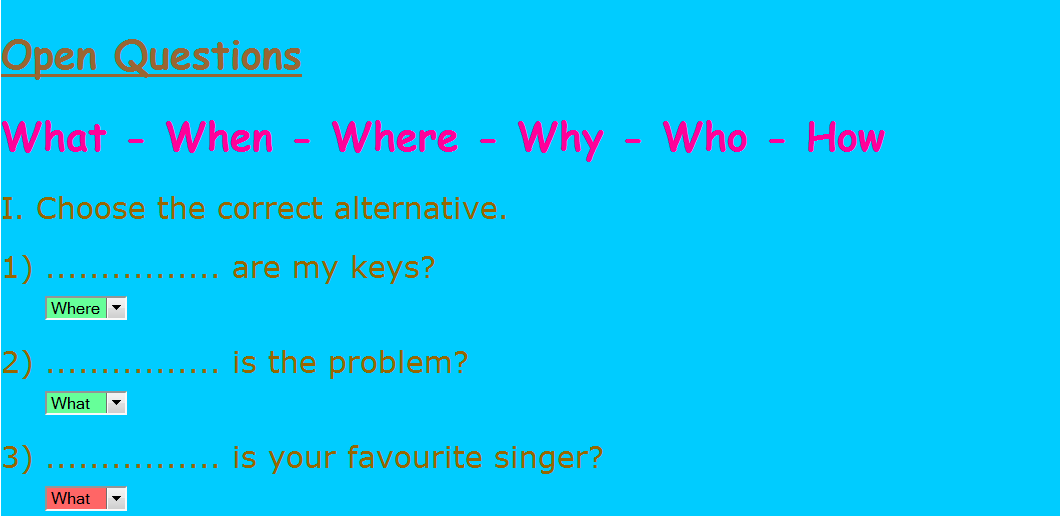 Open Questions
What - When - Where - Why - Who - How
I. Choose the correct alternative.
1) ................ are my keys?
Where
2) ................ is the problem?
What
3) ................ is your favourite singer?
What